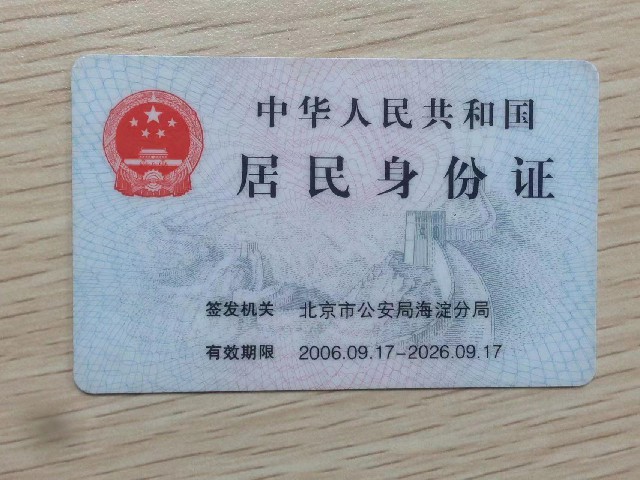 中华人民共和国
居民身份证
签发机关 北京市公安局海淀分局
有效期限 2006.09.17-2026.09.17